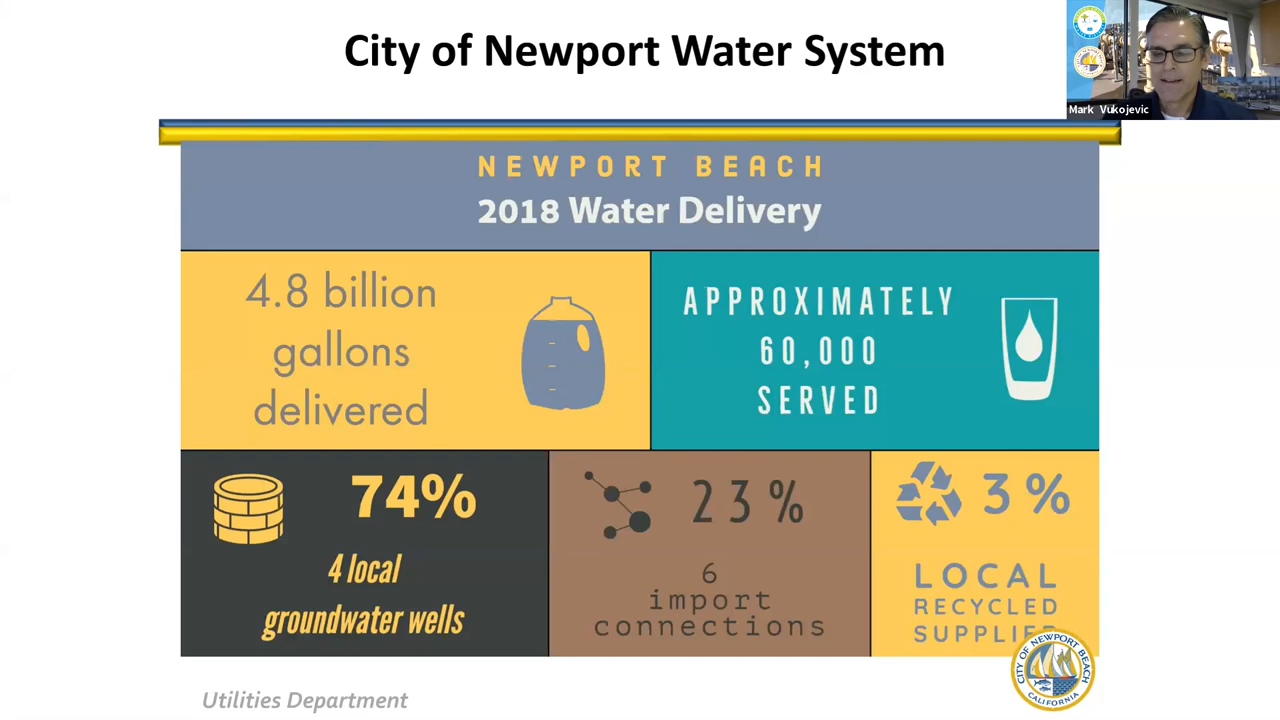 City of Newport Water System
Mark Vukojevic
NEWPORT BEACH
2018 Water Delivery
4.8 billion
gallons
delivered
APPROXIMATELY
60,000
SERVED
74%
4 local
groundwater wells
23%
6
import
connections
3%
LOCAL
RECYCLED
Utilities Department
CITY OF NEWPORT BEACH
CALIFORNIA